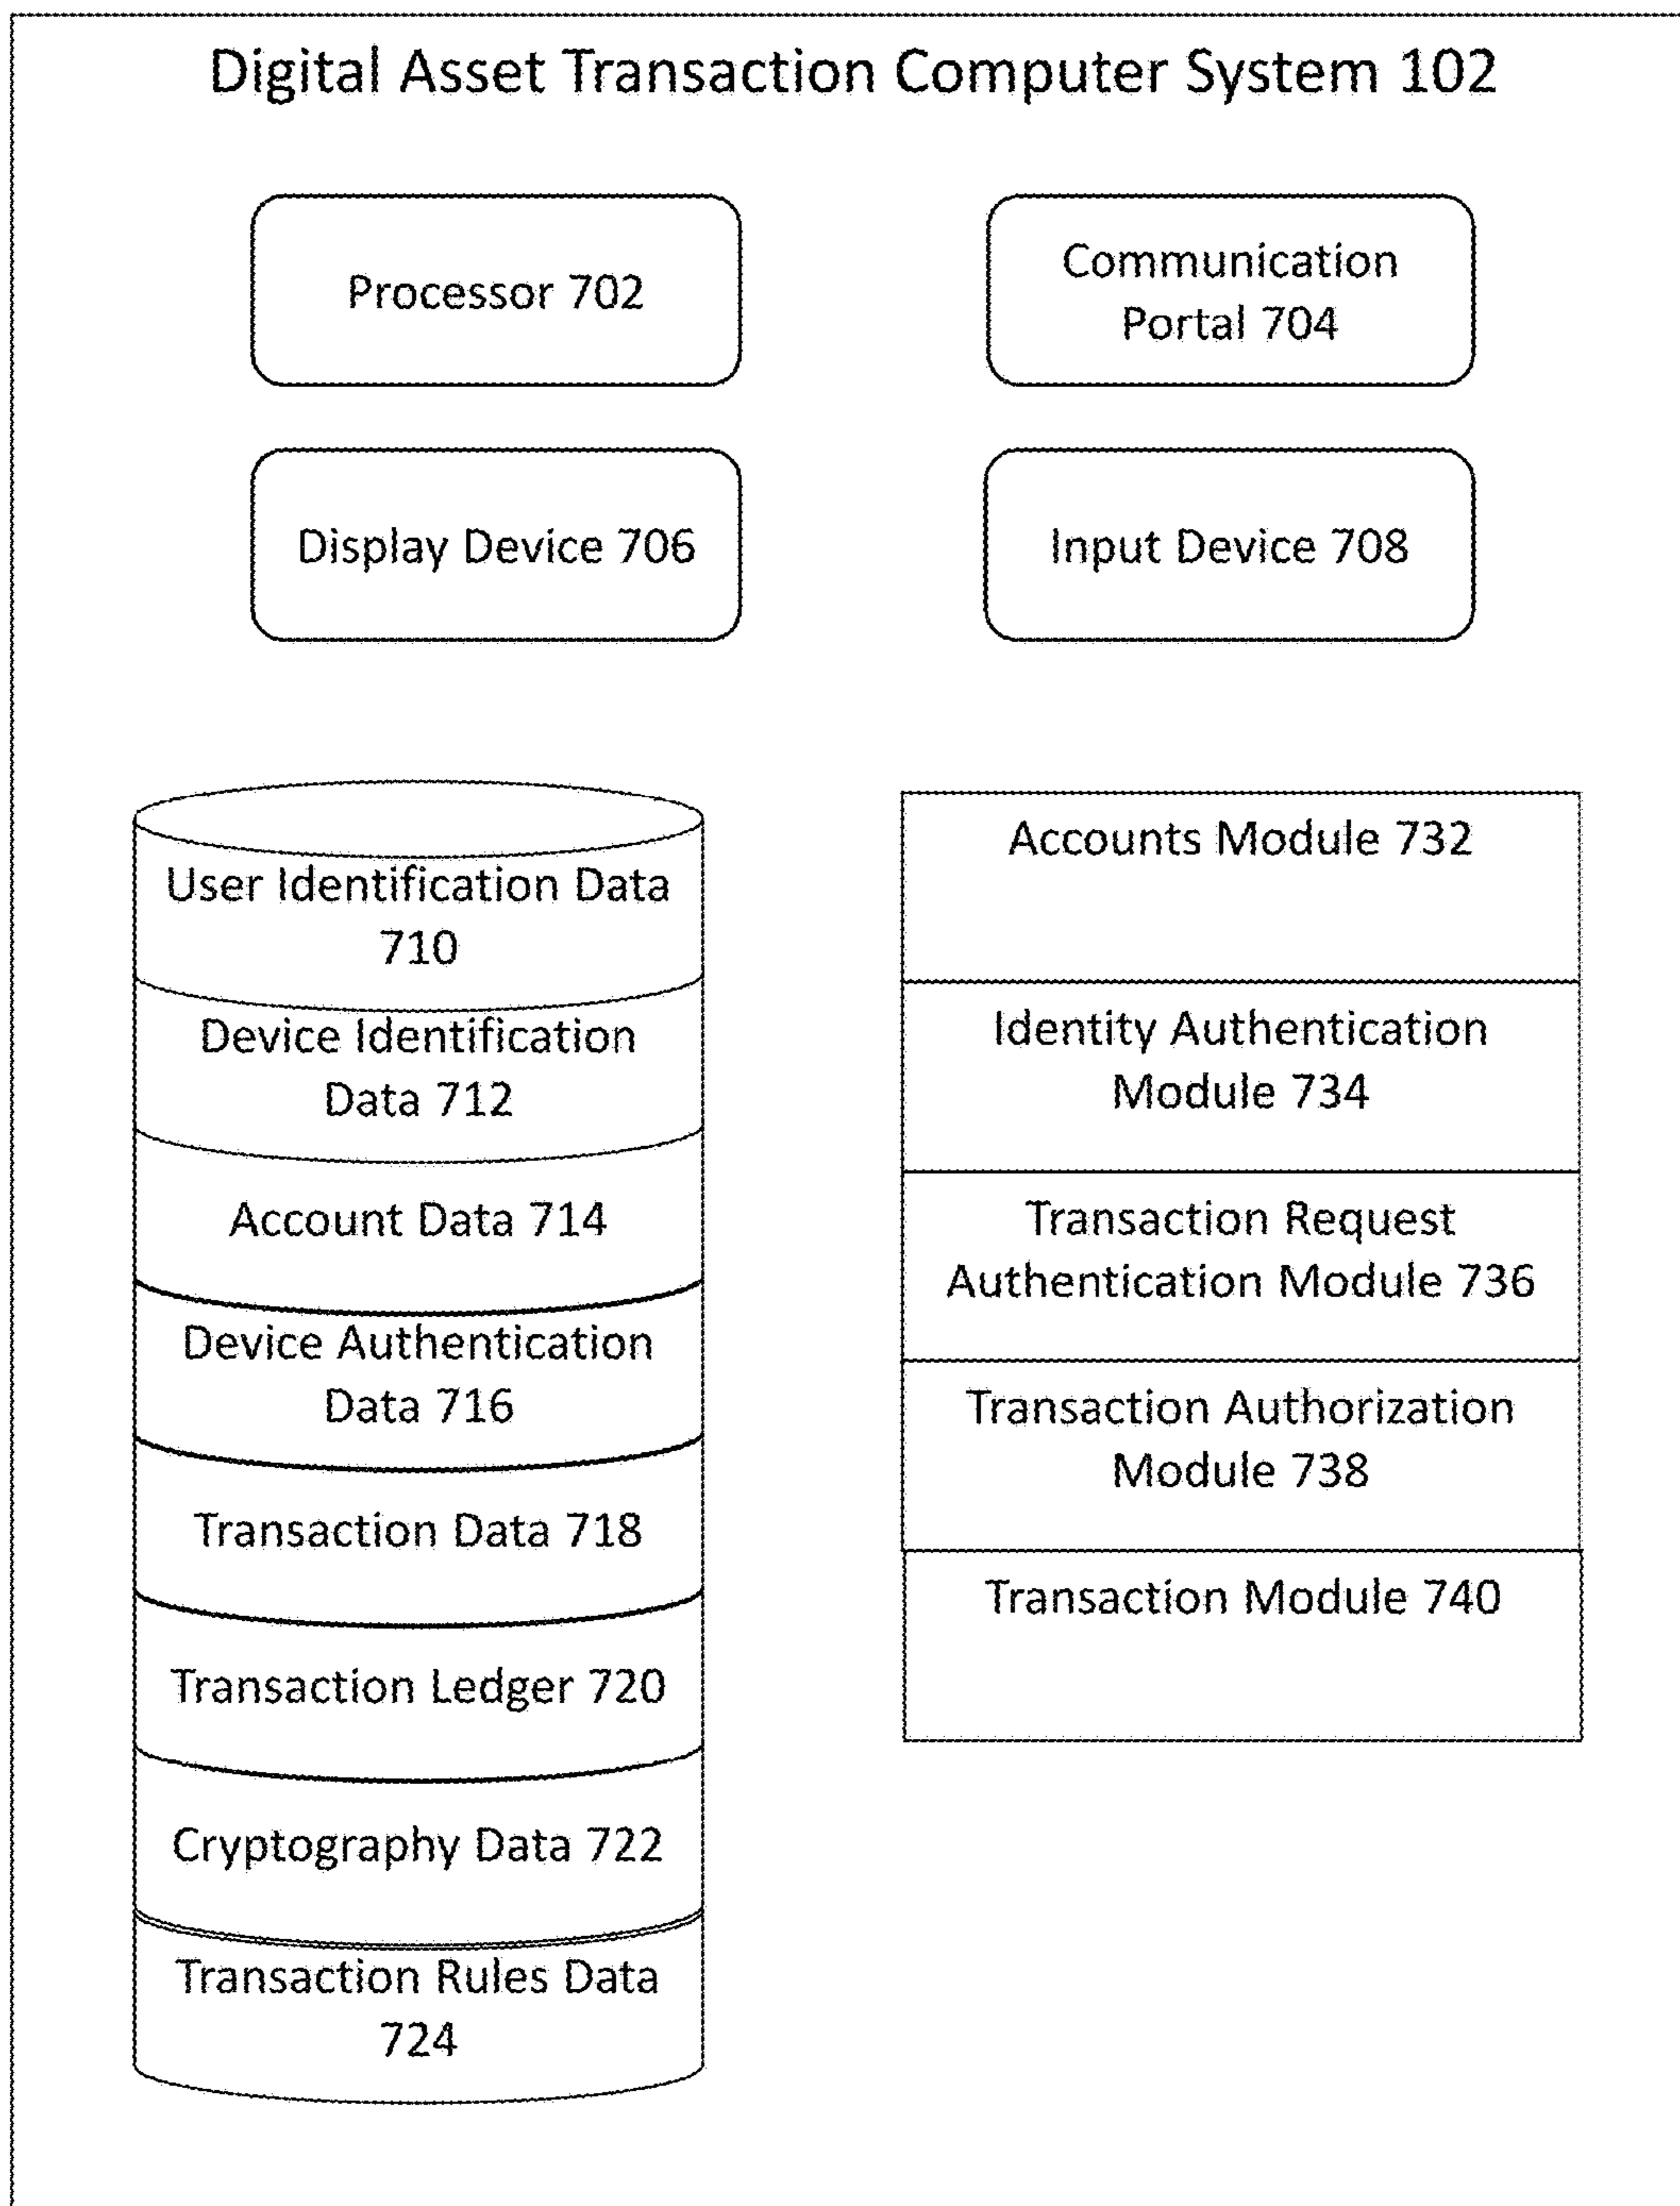 Digital Asset Transaction Computer System 102
Processor 702
Communication
Portal 704
Display Device 706
Input Device 708
User Identification Data
710
Device Identification
Data 712
Account Data 714
Device Authentication
Data 716
Transaction Data 718
Transaction Ledger 720
Cryptography Data 722
Transaction Rules Data
724
Accounts Module 732
Identity Authentication
Module 734
Transaction Request
Authentication Module 736
Transaction Authorization
Module 738
Transaction Module 740